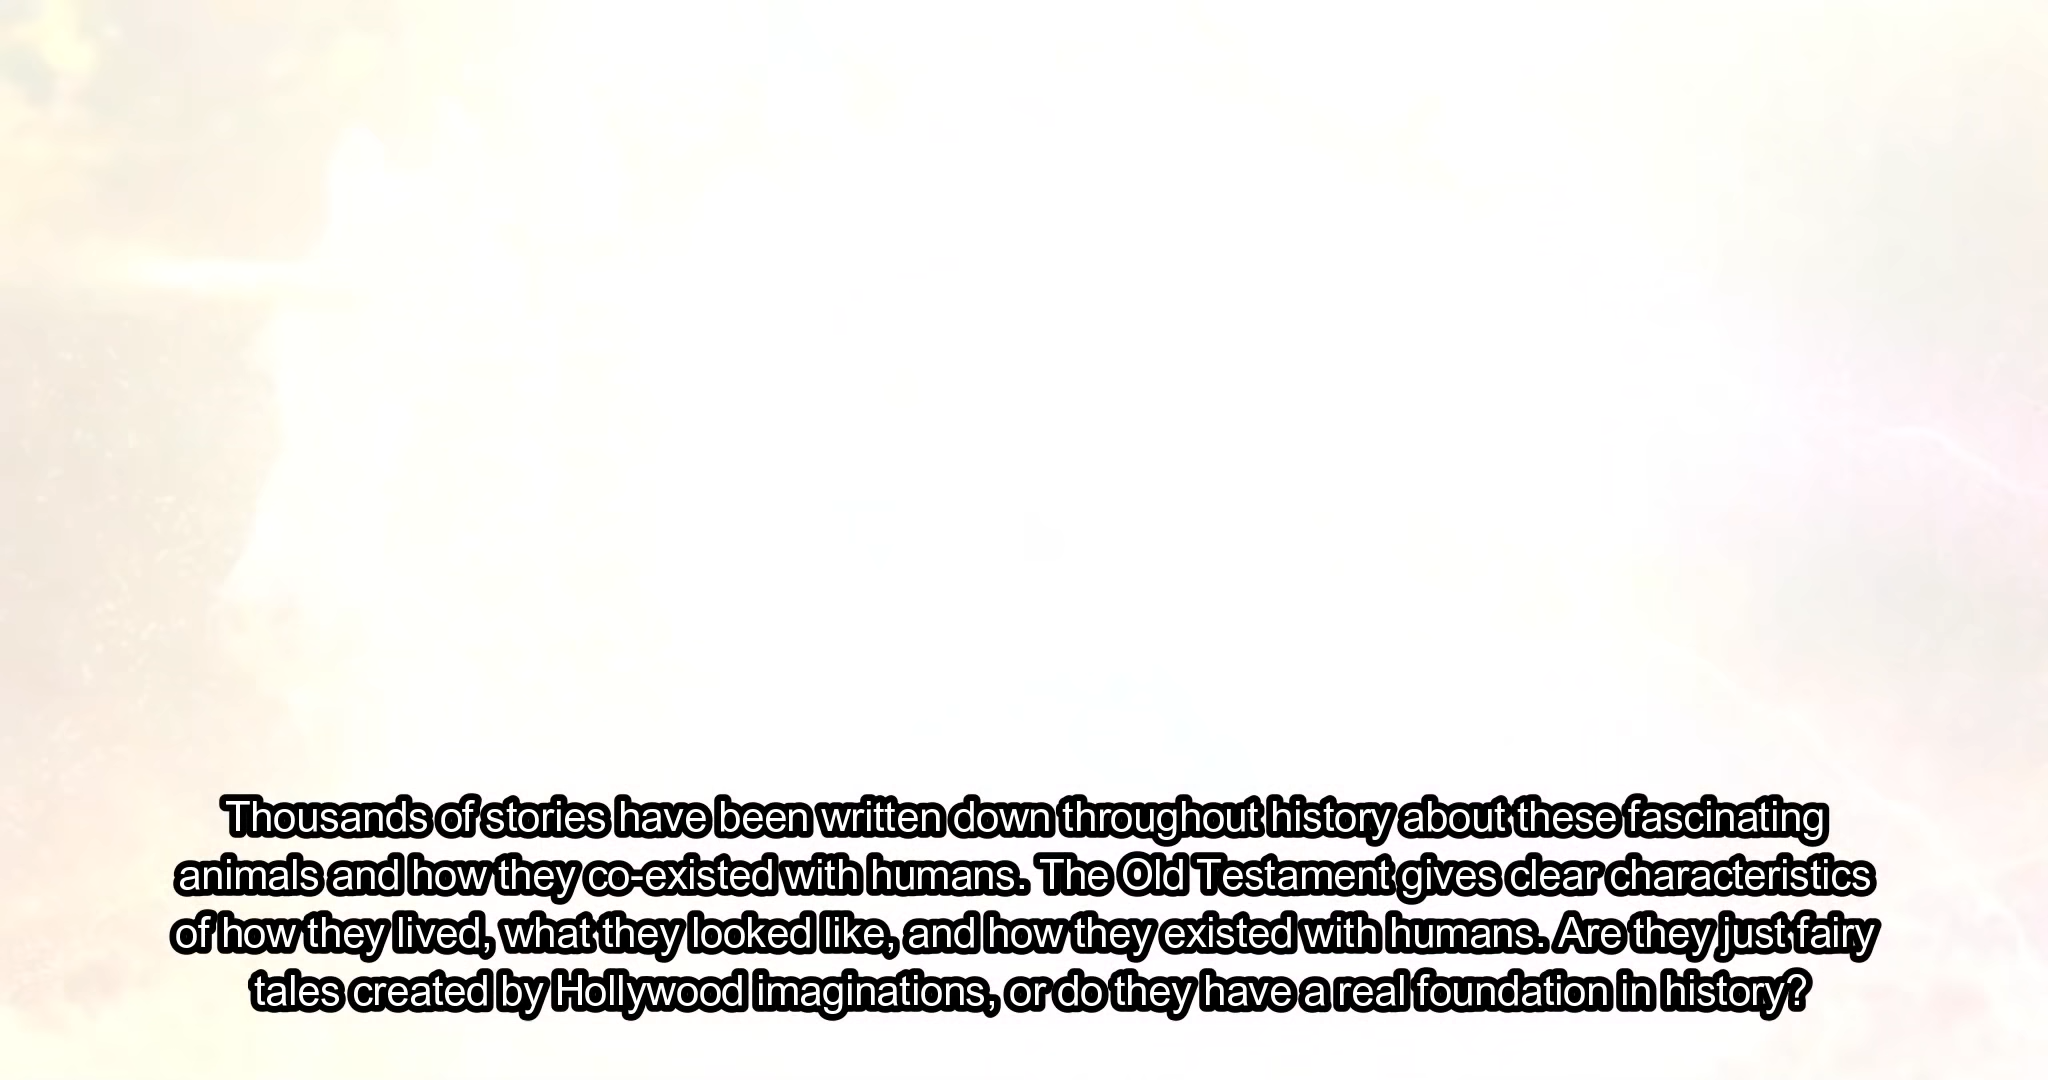 Thousands of stories have been written down throughout history about these fascinating
animals and how they co-existed with humans. The Old Testament gives clear characteristics
of how they lived, what they looked like, and how they existed with humans. Are they just fairy
tales created by Hollywood imaginations, or do they have a real foundation in history?